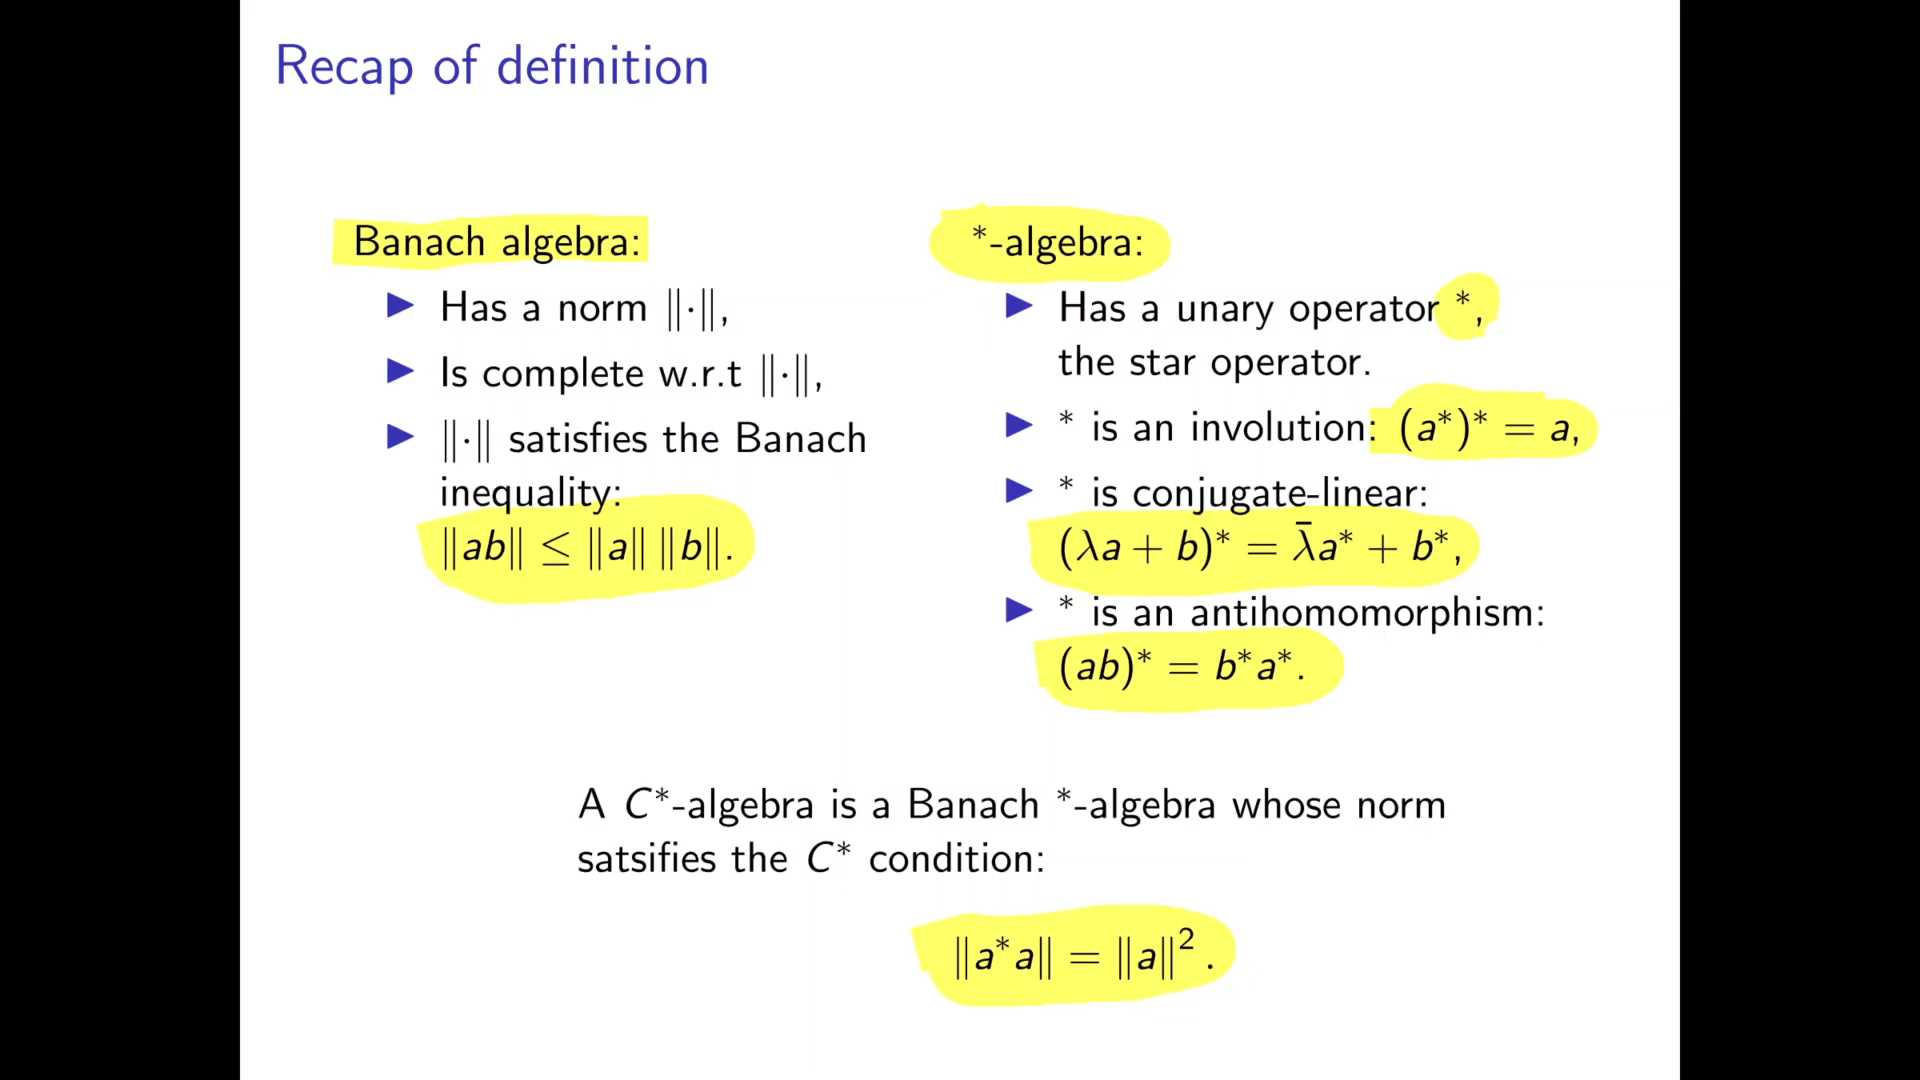 Recap of definition
Banach algebra:
▶ Has a norm ‖·‖,
▶ Is complete w.r.t ‖·‖,
▶ ‖·‖ satisfies the Banach
inequality:
‖ab‖ ≤ ‖a‖ ‖b‖.
*-algebra:
▶ Has a unary operator *,
the star operator.
▶ * is an involution: (a*)* = a,
▶ * is conjugate-linear:
(λa + b)* = λ̄a* + b*,
▶ * is an antihomomorphism:
(ab)* = b*a*.
A C*-algebra is a Banach *-algebra whose norm
satsifies the C* condition:
‖a*a‖ = ‖a‖².